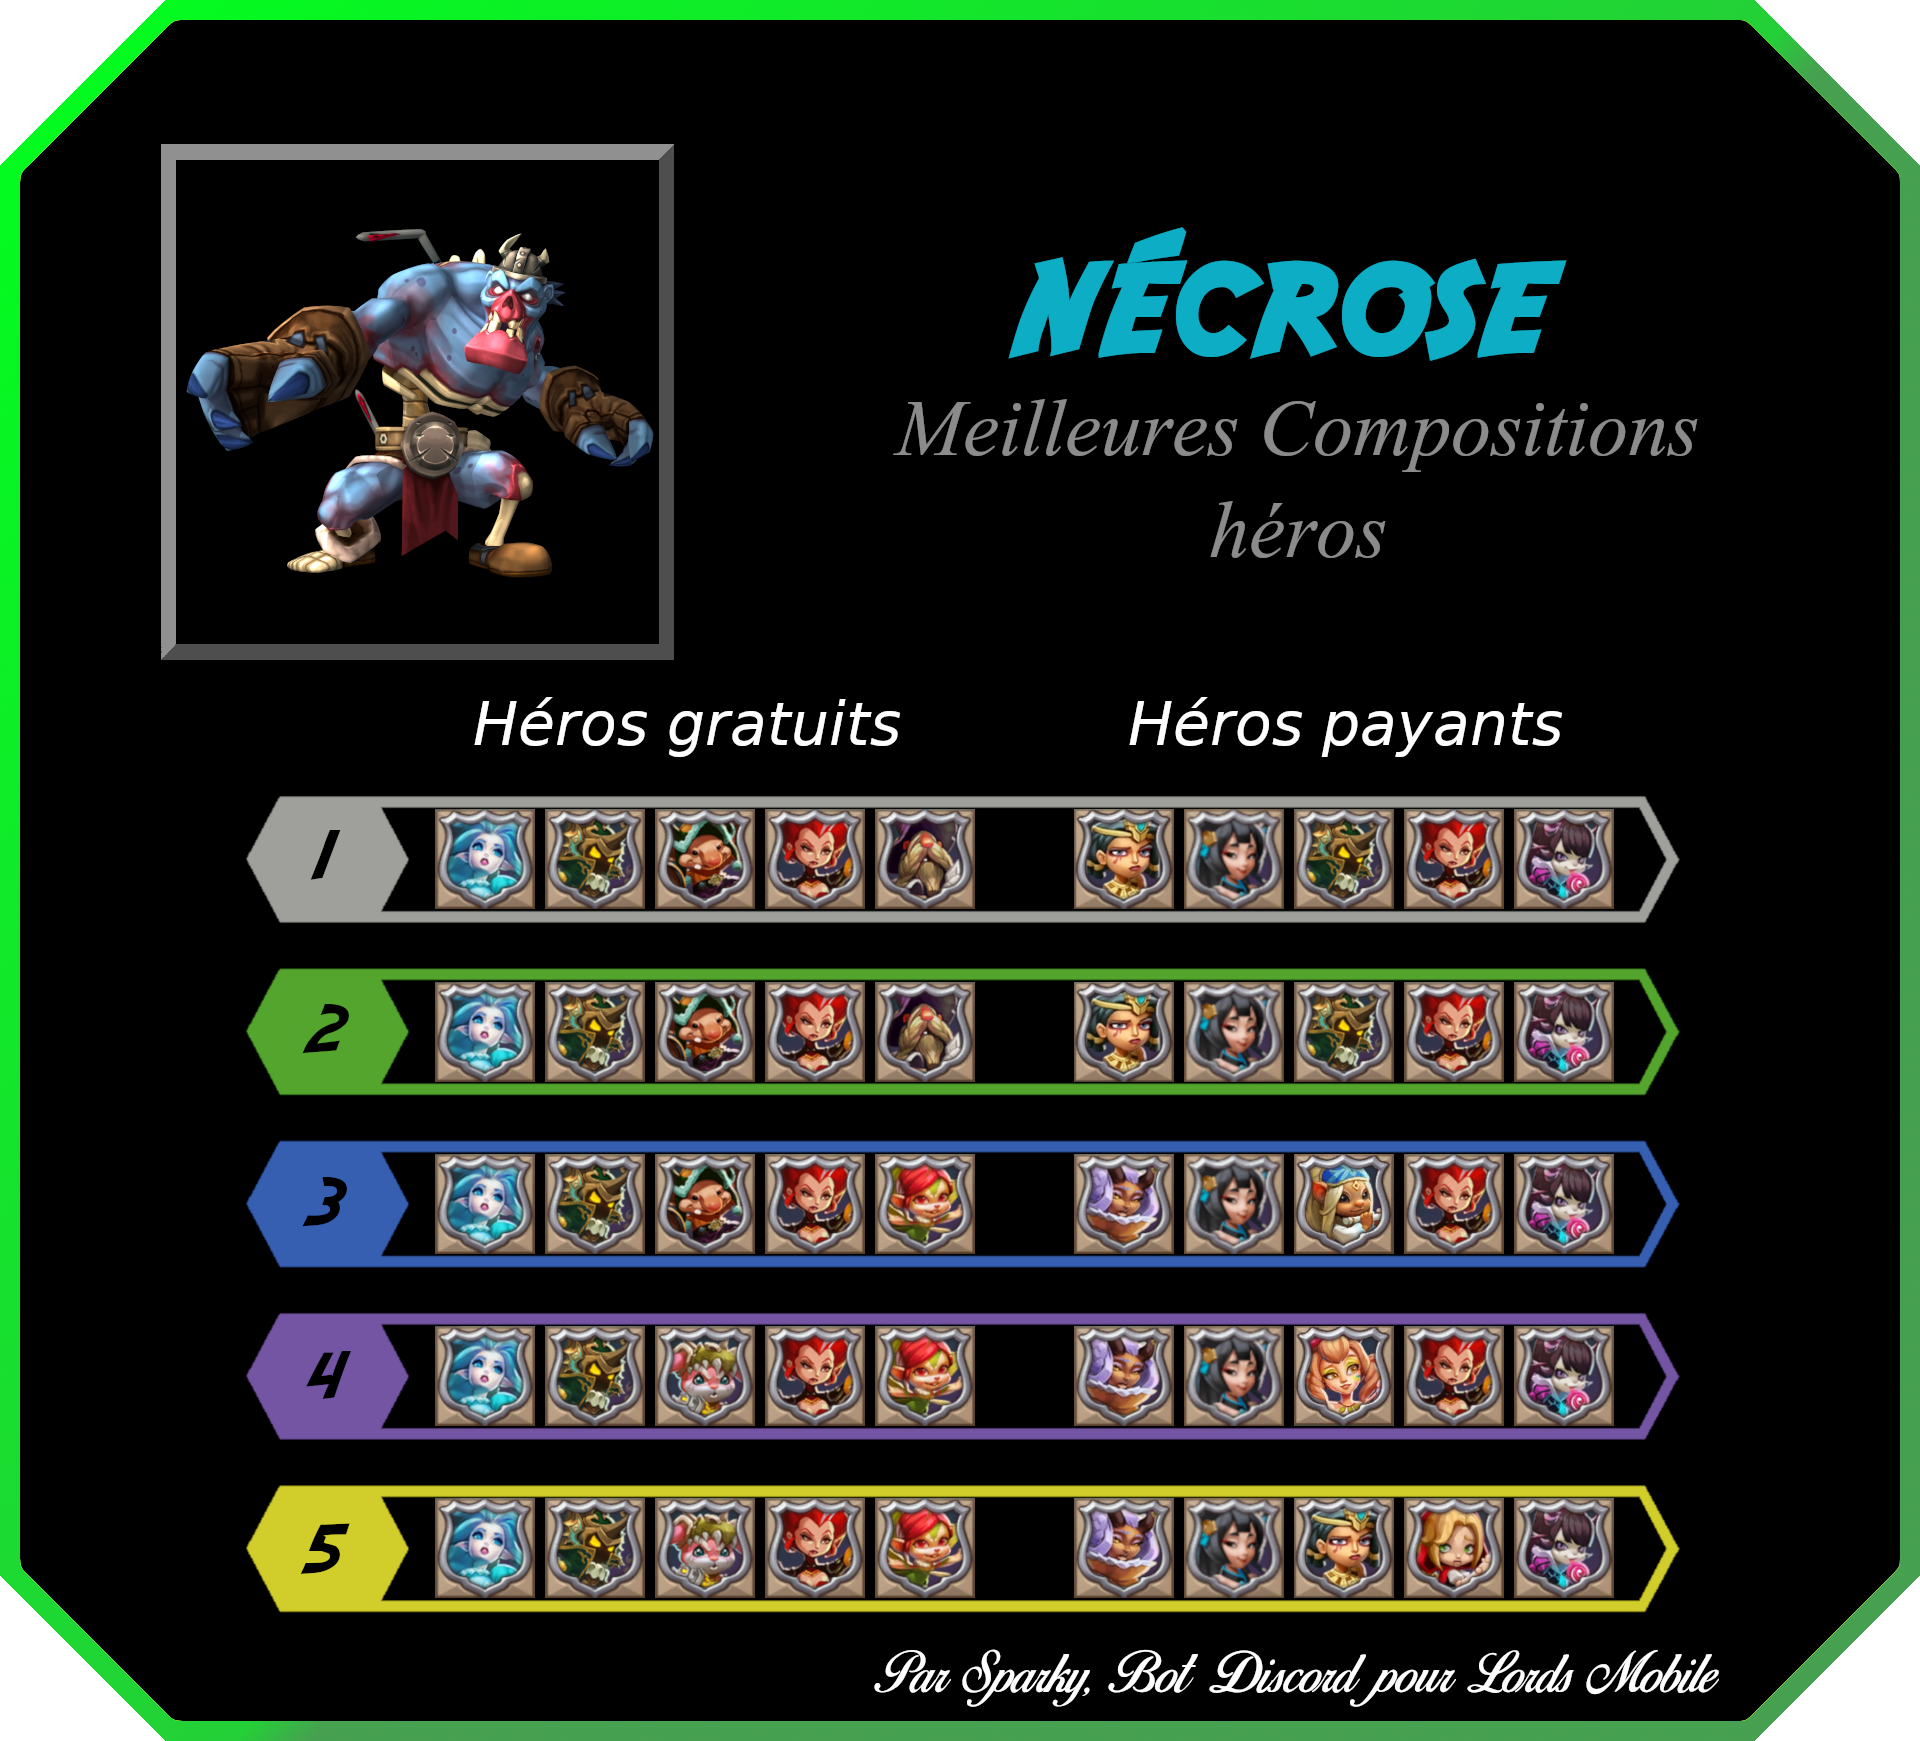 NÉCROSE
Meilleures Compositions
héros
Héros gratuits
Héros payants
1
2
3
4
5
Par Sparky, Bot Discord pour Lords Mobile